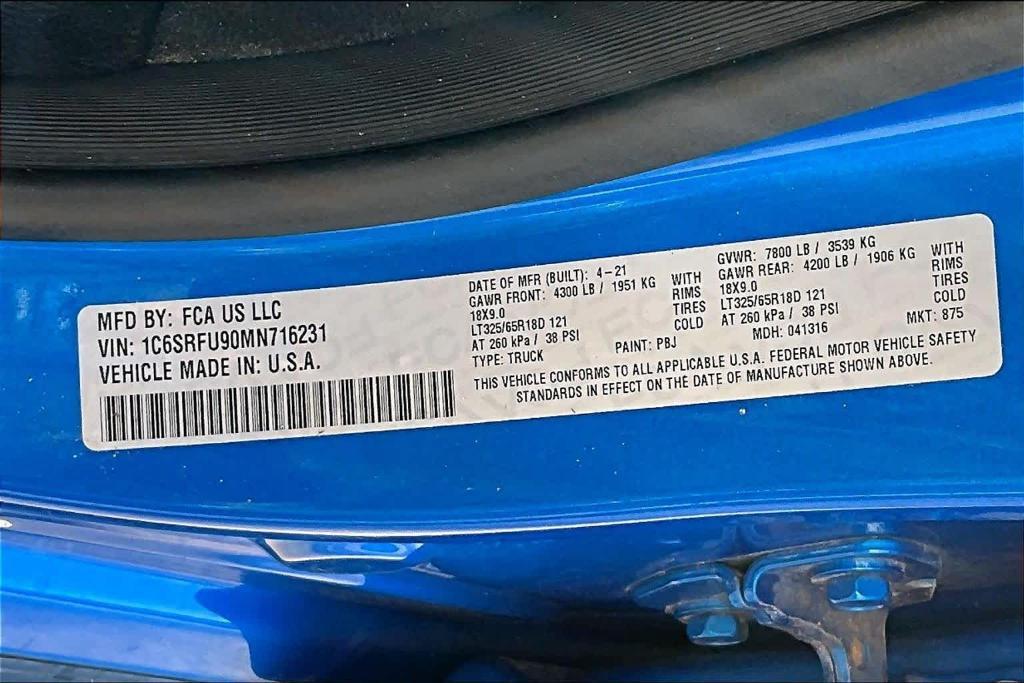 MFD BY: FCA US LLC
VIN: 1C6SRFU90MN716231
VEHICLE MADE IN: U.S.A.
DATE OF MFR (BUILT): 4-21
GAWR FRONT: 4300 LB / 1951 KG WITH
18X9.0 RIMS
LT325/65R18D 121 TIRES
AT 260 kPa / 38 PSI COLD
TYPE: TRUCK PAINT: PBJ
GVWR: 7800 LB / 3539 KG
GAWR REAR: 4200 LB / 1906 KG WITH
18X9.0 RIMS
LT325/65R18D 121 TIRES
AT 260 kPa / 38 PSI COLD
MDH: 041316 MKT: 875
THIS VEHICLE CONFORMS TO ALL APPLICABLE U.S.A. FEDERAL MOTOR VEHICLE SAFETY
STANDARDS IN EFFECT ON THE DATE OF MANUFACTURE SHOWN ABOVE.